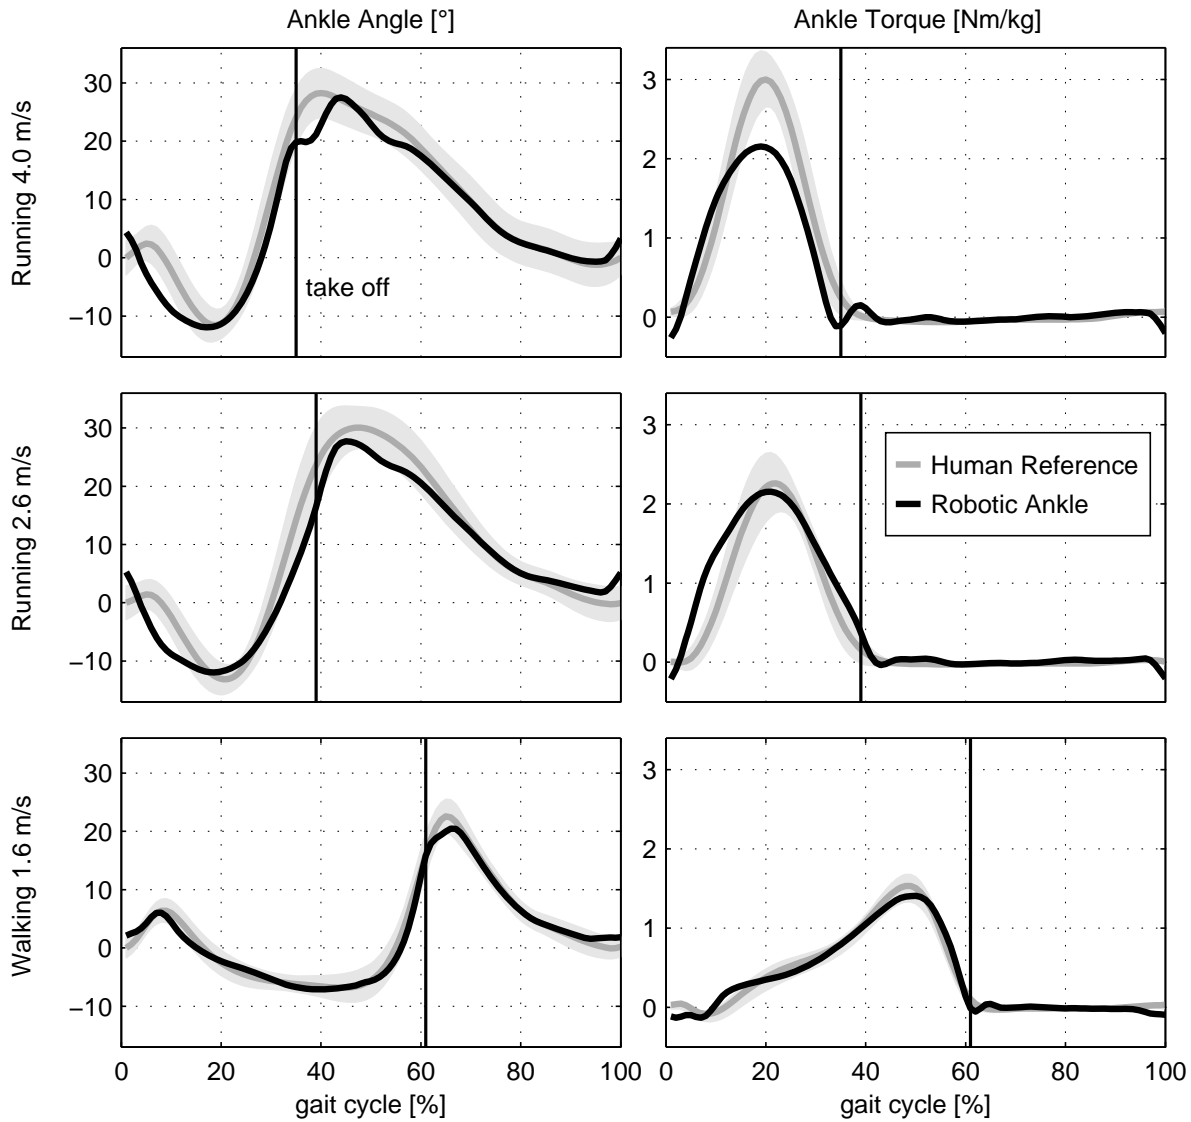 Ankle Angle [°]
Ankle Torque [Nm/kg]
Running 4.0 m/s
30
20
10
0
−10
take off
3
2
1
0
Running 2.6 m/s
30
20
10
0
−10
3
2
1
0
Human Reference
Robotic Ankle
Walking 1.6 m/s
30
20
10
0
−10
3
2
1
0
0 20 40 60 80 100
0 20 40 60 80 100
gait cycle [%]
gait cycle [%]